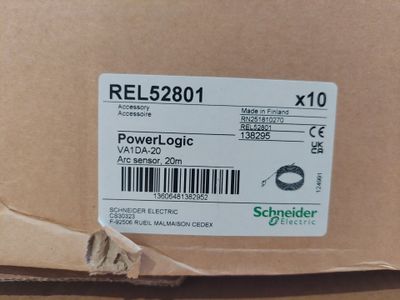 REL52801 x10
Accessory
Accessoire
Made in Finland
RN251810270
REL52801
138295
PowerLogic
VA1DA-20
Arc sensor, 20m
13606481382952
124991
SCHNEIDER ELECTRIC
CS30323
F-92506 RUEIL MALMAISON CEDEX
Schneider
Electric